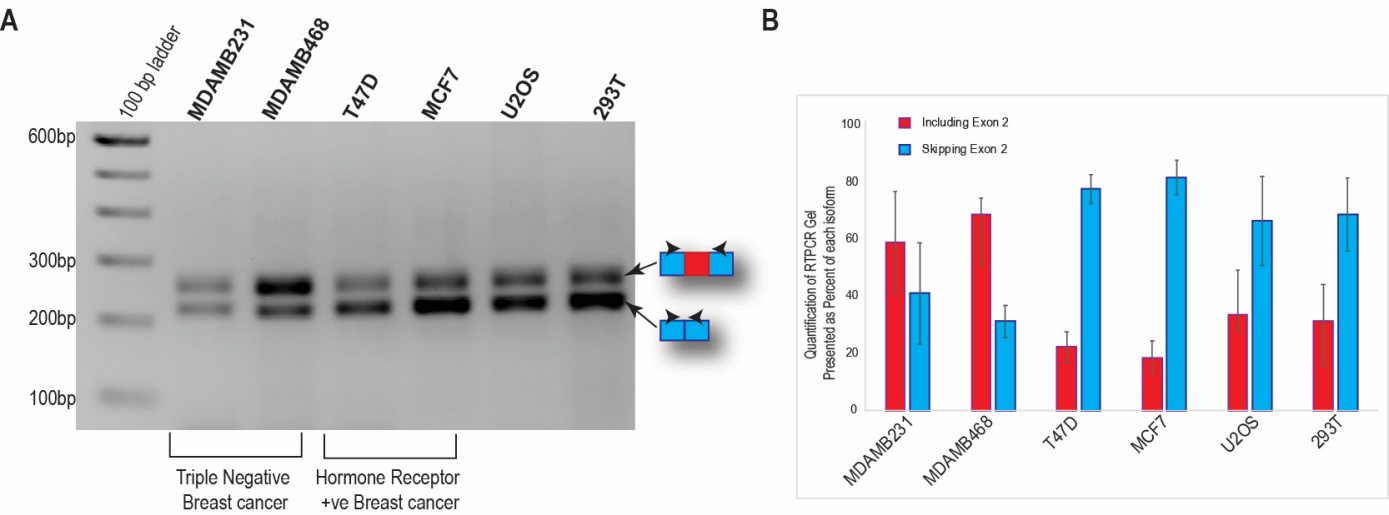 A
100 bp ladder
MDAMB231
MDAMB468
T47D
MCF7
U2OS
293T
600bp
300bp
200bp
100bp
Triple Negative
Breast cancer
Hormone Receptor
+ve Breast cancer
B
Including Exon 2
Skipping Exon 2
Quantification of RTPCR Gel
Presented as Percent of each isoform
100
80
60
40
20
0
MDAMB231
MDAMB468
T47D
MCF7
U2OS
293T